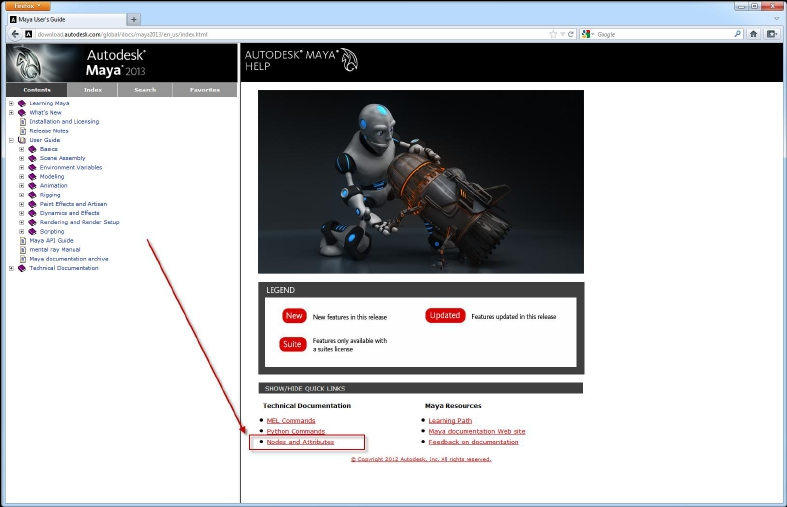 Firefox
Maya User's Guide
download.autodesk.com/global/docs/maya2013/en_us/index.html
Google
Autodesk®
Maya® 2013
AUTODESK® MAYA®
HELP
Contents Index Search Favorites
Learning Maya
What's New
Installation and Licensing
Release Notes
User Guide
Basics
Scene Assembly
Environment Variables
Modeling
Animation
Rigging
Paint Effects and Artisan
Dynamics and Effects
Rendering and Render Setup
Scripting
Maya API Guide
mental ray Manual
Maya documentation archive
Technical Documentation
LEGEND
New New features in this release
Updated Features updated in this release
Suite Features only available with
a suites license
SHOW/HIDE QUICK LINKS
Technical Documentation
MEL Commands
Python Commands
Nodes and Attributes
Maya Resources
Learning Path
Maya documentation Web site
Feedback on documentation
© Copyright 2012 Autodesk, Inc. All rights reserved.